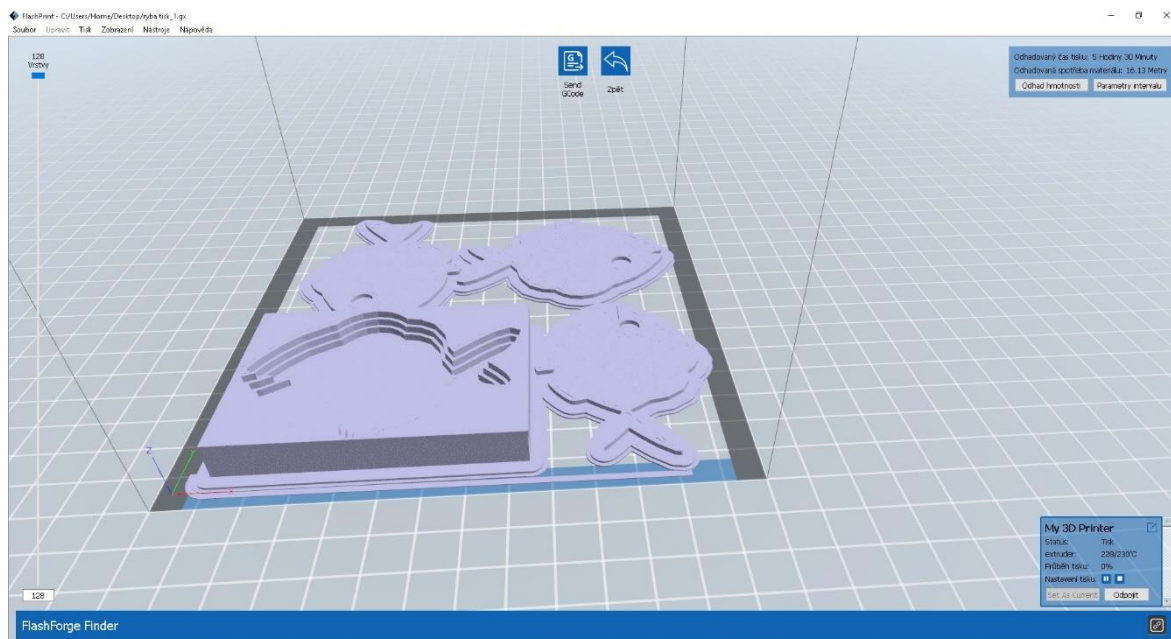 FlashPrint - C:/Users/Home/Desktop/ryba tisk_1.gx
Soubor Upravit Tisk Zobrazení Nástroje Nápověda
128
Vrstvy
Send
GCode
Zpět
Odhadovaný čas tisku: 5 Hodiny 30 Minuty
Odhadovaná spotřeba materiálu: 16.13 Metry
Odhad hmotnosti Parametry intervalu
Z
Y
X
My 3D Printer
Status: Tisk
extruder: 229/230°C
Průběh tisku: 0%
Nastavení tisku:
Set As Current Odpojit
128
FlashForge Finder